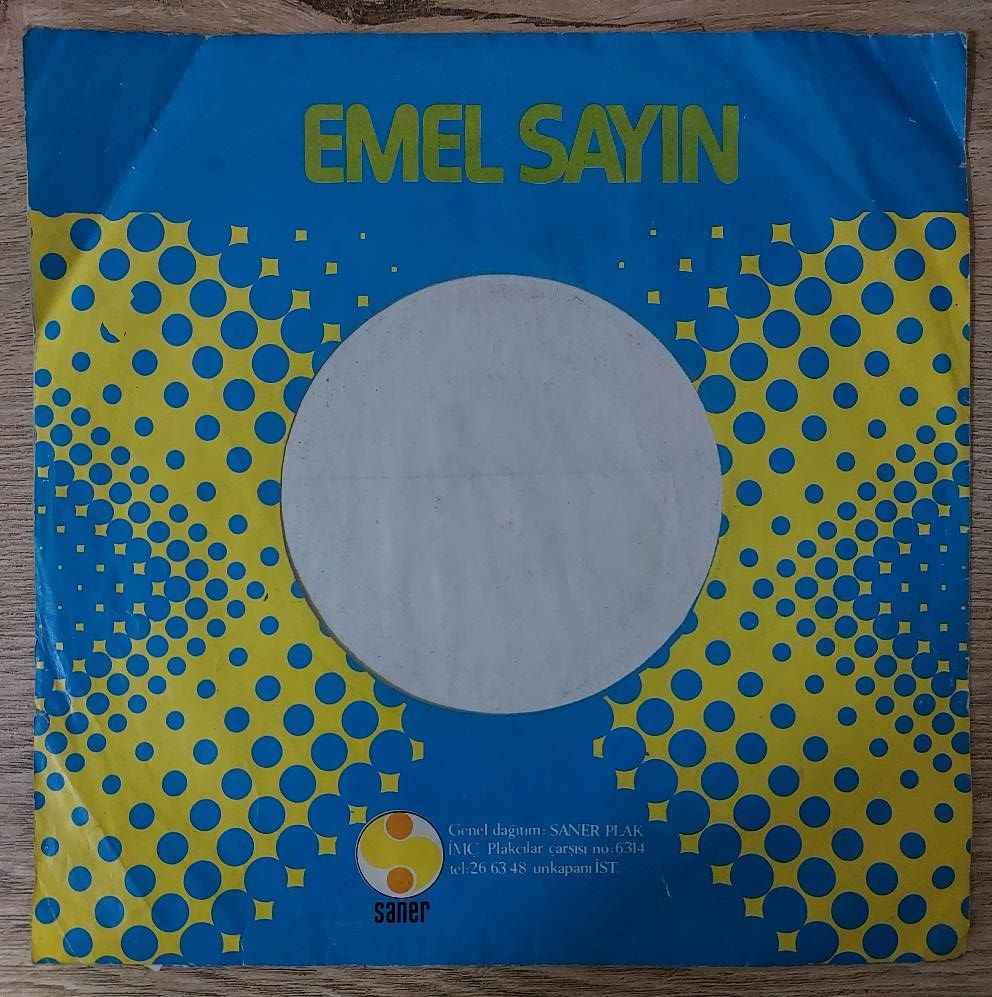 EMEL SAYIN
Genel dağıtım: SANER PLAK
İMÇ Plakcılar çarşısı no:6314
tel:26 63 48 unkapanı İST.
saner